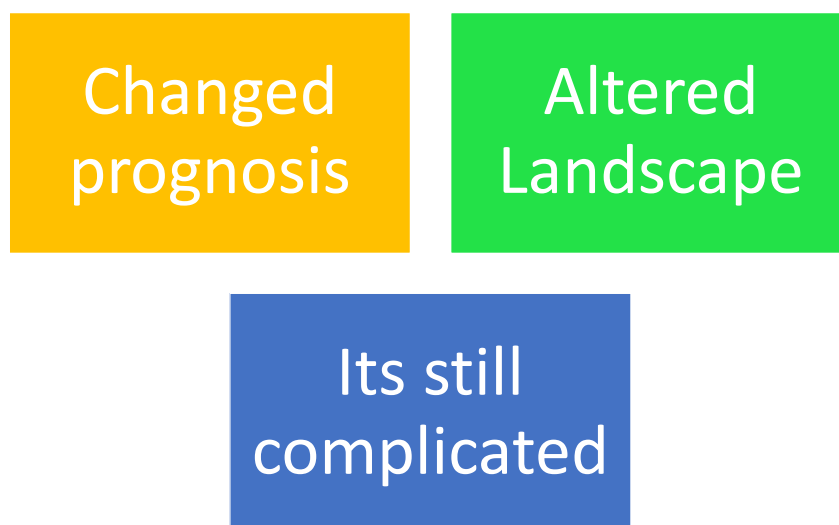 Changed
prognosis
Altered
Landscape
Its still
complicated